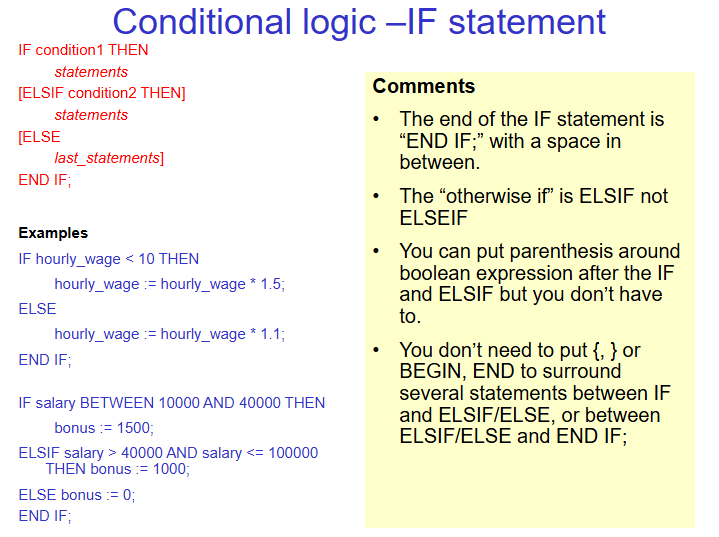 Conditional logic –IF statement
IF condition1 THEN
statements
[ELSIF condition2 THEN]
statements
[ELSE
last_statements]
END IF;
Examples
IF hourly_wage < 10 THEN
hourly_wage := hourly_wage * 1.5;
ELSE
hourly_wage := hourly_wage * 1.1;
END IF;
IF salary BETWEEN 10000 AND 40000 THEN
bonus := 1500;
ELSIF salary > 40000 AND salary <= 100000
THEN bonus := 1000;
ELSE bonus := 0;
END IF;
Comments
• The end of the IF statement is
“END IF;” with a space in
between.
• The “otherwise if” is ELSIF not
ELSEIF
• You can put parenthesis around
boolean expression after the IF
and ELSIF but you don’t have
to.
• You don’t need to put {, } or
BEGIN, END to surround
several statements between IF
and ELSIF/ELSE, or between
ELSIF/ELSE and END IF;